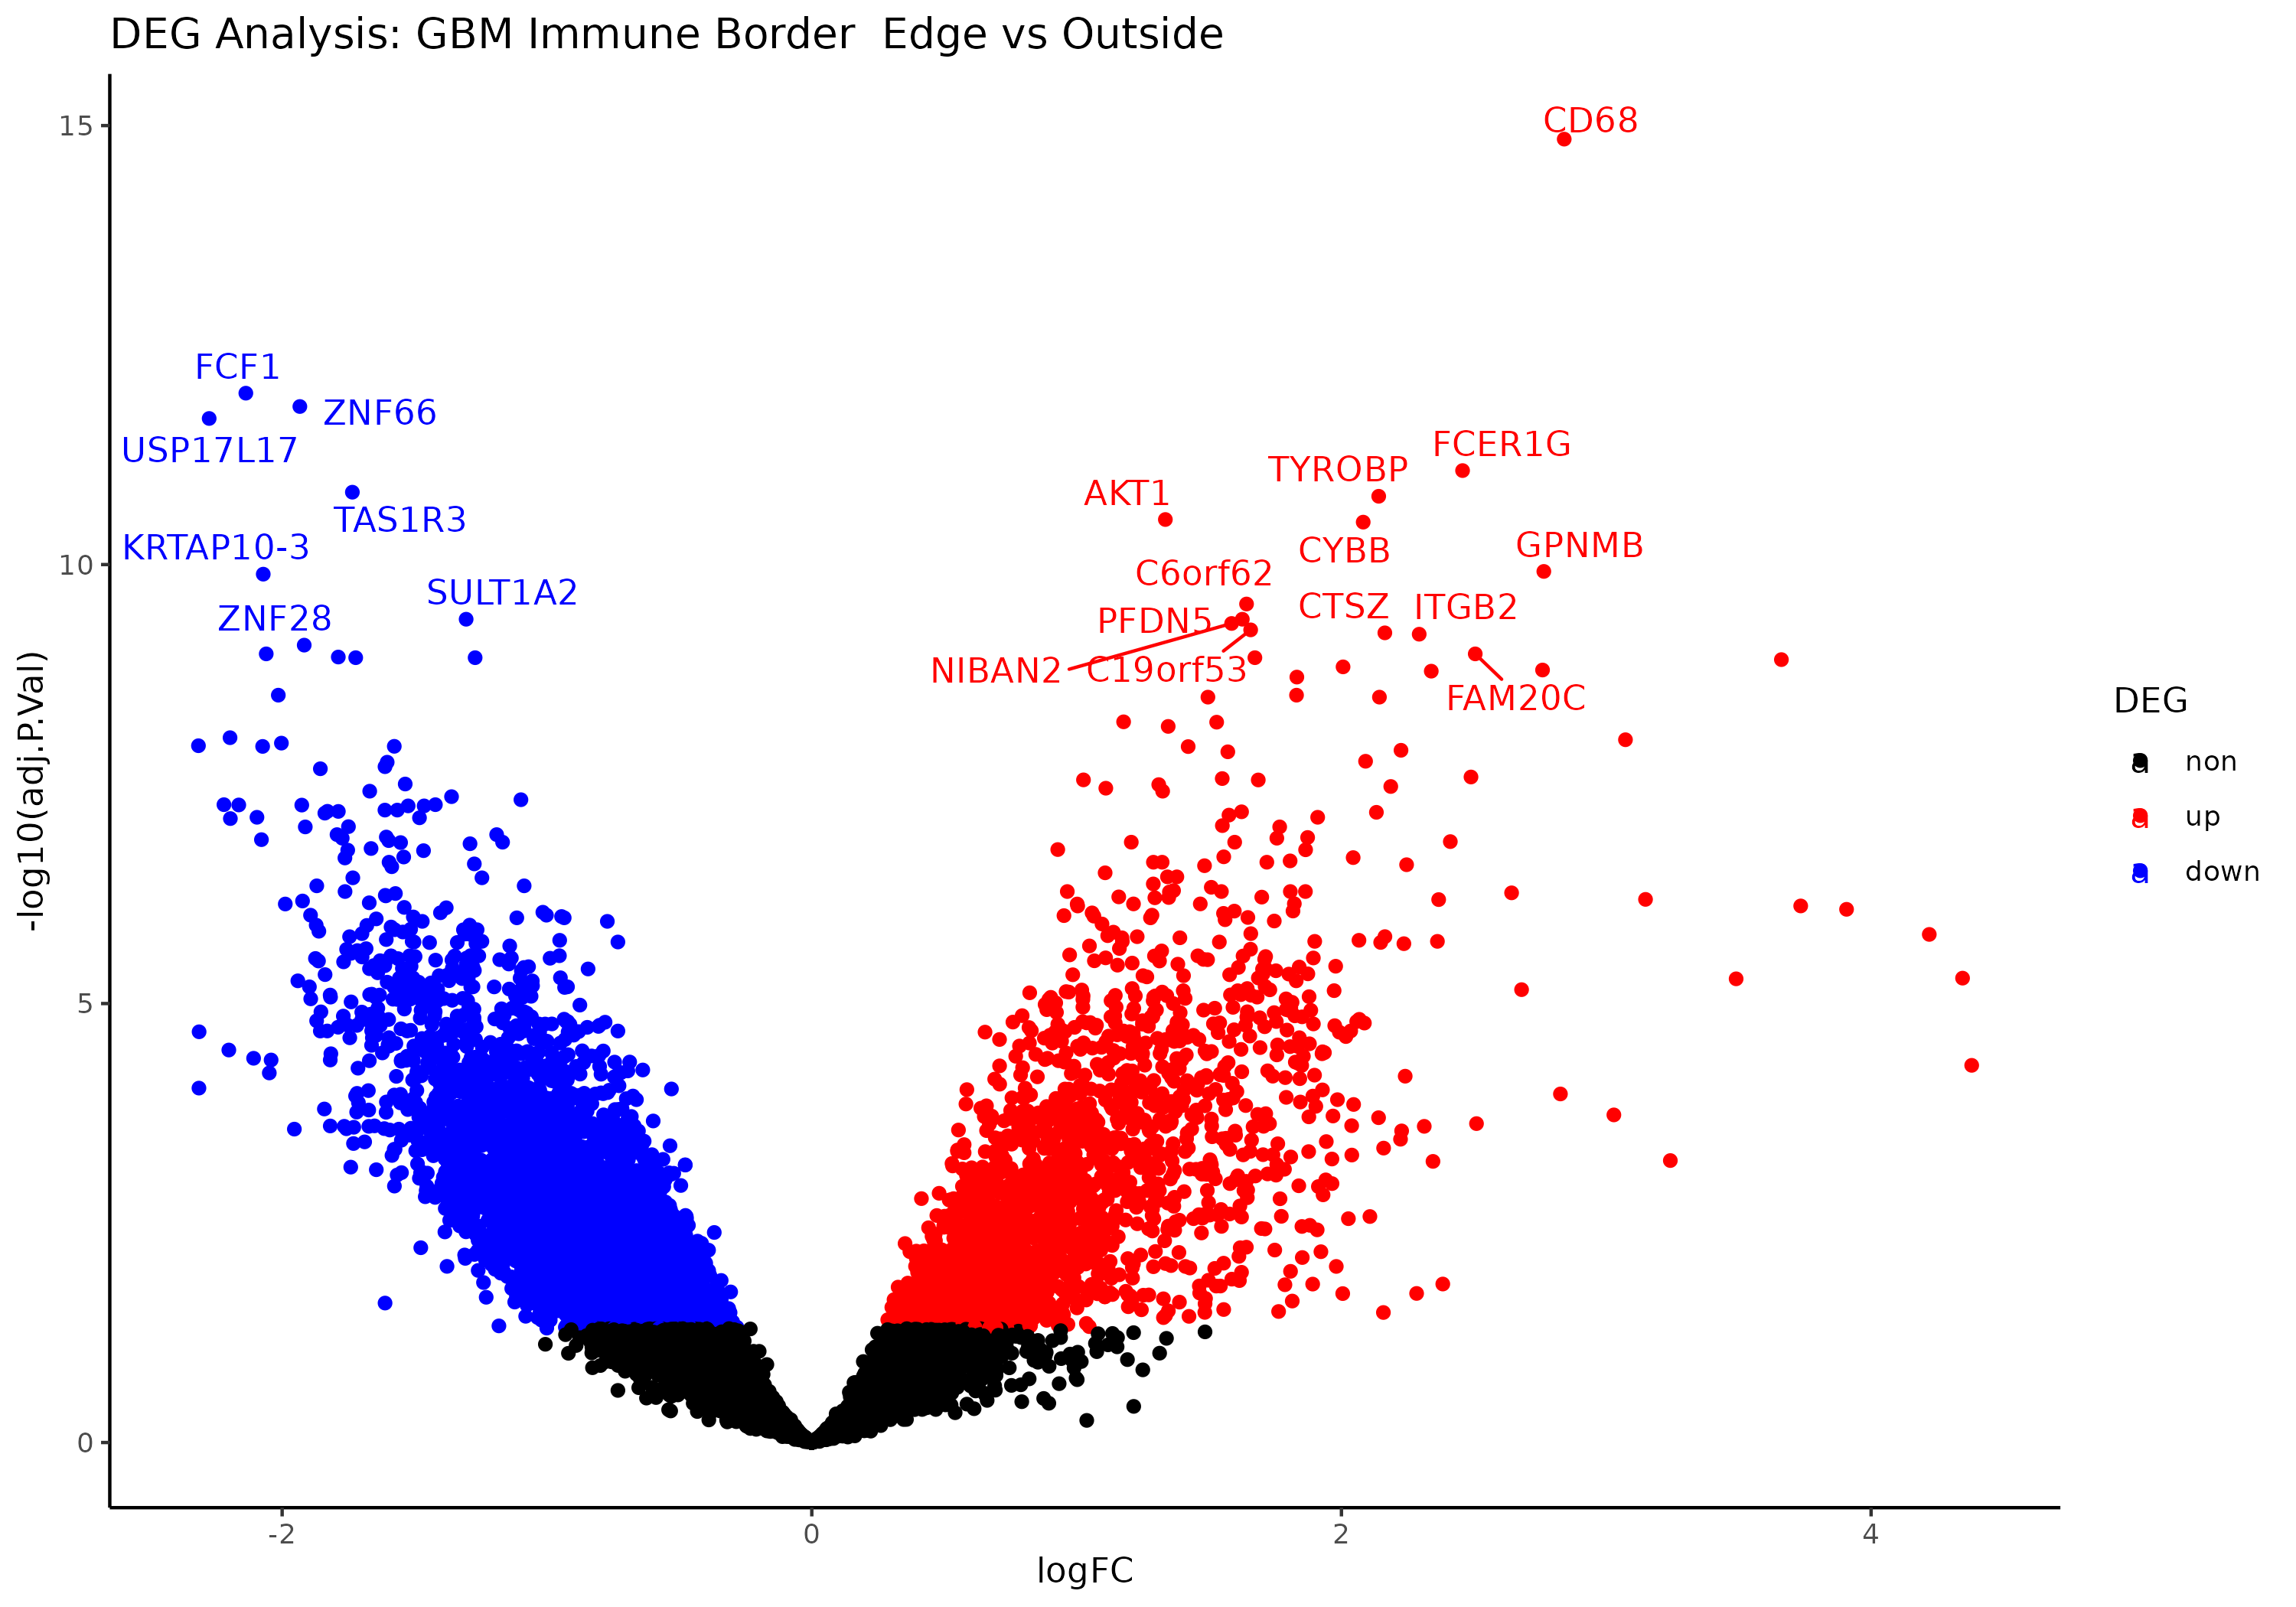 DEG Analysis: GBM Immune Border  Edge vs Outside
15
10
5
0
-log10(adj.P.Val)
-2
0
2
4
logFC
CD68
FCF1
ZNF66
USP17L17
TAS1R3
KRTAP10-3
SULT1A2
ZNF28
FCER1G
TYROBP
AKT1
CYBB
GPNMB
C6orf62
CTSZ
ITGB2
PFDN5
NIBAN2
C19orf53
FAM20C
DEG
a non
a up
a down